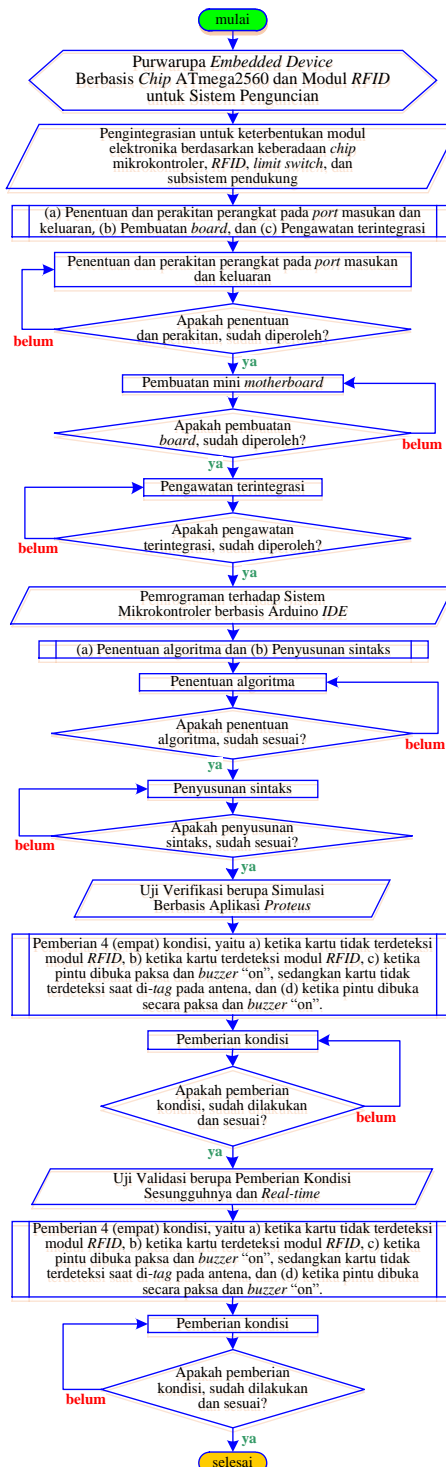 mulai
Purwarupa Embedded Device
Berbasis Chip ATmega2560 dan Modul RFID
untuk Sistem Penguncian
Pengintegrasian untuk keterbentukan modul
elektronika berdasarkan keberadaan chip
mikrokontroler, RFID, limit switch, dan
subsistem pendukung
(a) Penentuan dan perakitan perangkat pada port masukan dan
keluaran, (b) Pembuatan board, dan (c) Pengawatan terintegrasi
Penentuan dan perakitan perangkat pada port masukan
dan keluaran
Apakah penentuan
dan perakitan, sudah diperoleh?
belum
ya
Pembuatan mini motherboard
Apakah pembuatan
board, sudah diperoleh?
belum
ya
Pengawatan terintegrasi
Apakah pengawatan
terintegrasi, sudah diperoleh?
belum
ya
Pemrograman terhadap Sistem
Mikrokontroler berbasis Arduino IDE
(a) Penentuan algoritma dan (b) Penyusunan sintaks
Penentuan algoritma
Apakah penentuan
algoritma, sudah sesuai?
belum
ya
Penyusunan sintaks
Apakah penyusunan
sintaks, sudah sesuai?
belum
ya
Uji Verifikasi berupa Simulasi
Berbasis Aplikasi Proteus
Pemberian 4 (empat) kondisi, yaitu a) ketika kartu tidak terdeteksi
modul RFID, b) ketika kartu terdeteksi modul RFID, c) ketika
pintu dibuka paksa dan buzzer “on”, sedangkan kartu tidak
terdeteksi saat di-tag pada antena, dan (d) ketika pintu dibuka
secara paksa dan buzzer “on”.
Pemberian kondisi
Apakah pemberian
kondisi, sudah dilakukan
dan sesuai?
belum
ya
Uji Validasi berupa Pemberian Kondisi
Sesungguhnya dan Real-time
Pemberian 4 (empat) kondisi, yaitu a) ketika kartu tidak terdeteksi
modul RFID, b) ketika kartu terdeteksi modul RFID, c) ketika
pintu dibuka paksa dan buzzer “on”, sedangkan kartu tidak
terdeteksi saat di-tag pada antena, dan (d) ketika pintu dibuka
secara paksa dan buzzer “on”.
Pemberian kondisi
Apakah pemberian
kondisi, sudah dilakukan
dan sesuai?
belum
ya
selesai